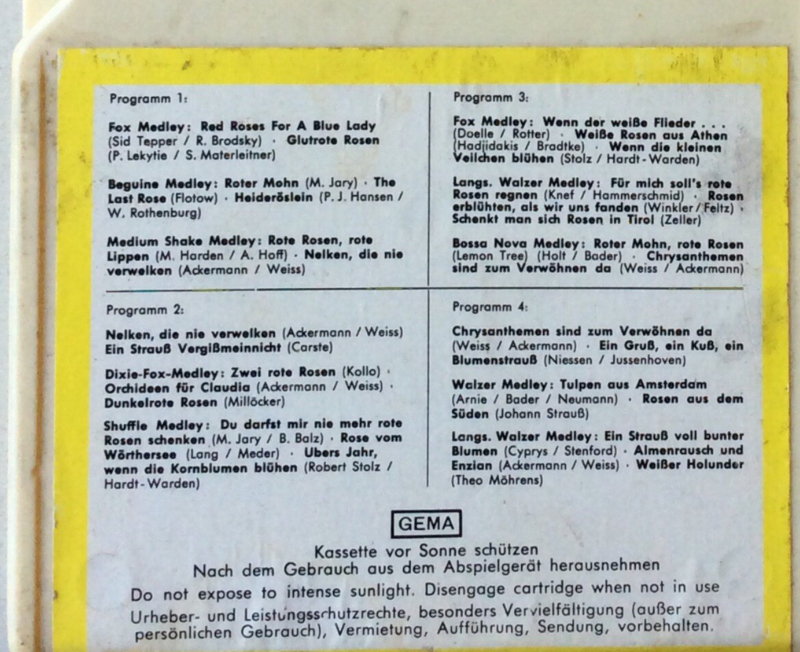 Programm 1:
Fox Medley: Red Roses For A Blue Lady
(Sid Tepper / R. Brodsky) · Glutrote Rosen
(P. Lekytie / S. Materleitner)
Beguine Medley: Roter Mohn (M. Jary) · The
Last Rose (Flotow) · Heideröslein (P. J. Hansen /
W. Rothenburg)
Medium Shake Medley: Rote Rosen, rote
Lippen (M. Harden / A. Hoff) · Nelken, die nie
verwelken (Ackermann / Weiss)
Programm 2:
Nelken, die nie verwelken (Ackermann / Weiss)
Ein Strauß Vergißmeinnicht (Carste)
Dixie-Fox-Medley: Zwei rote Rosen (Kollo) ·
Orchideen für Claudia (Ackermann / Weiss) ·
Dunkelrote Rosen (Millöcker)
Shuffle Medley: Du darfst mir nie mehr rote
Rosen schenken (M. Jary / B. Balz) · Rose vom
Wörthersee (Lang / Meder) · Übers Jahr,
wenn die Kornblumen blühen (Robert Stolz /
Hardt-Warden)
Programm 3:
Fox Medley: Wenn der weiße Flieder . . .
(Doelle / Rotter) · Weiße Rosen aus Athen
(Hadjidakis / Bradtke) · Wenn die kleinen
Veilchen blühen (Stolz / Hardt-Warden)
Langs. Walzer Medley: Für mich soll's rote
Rosen regnen (Knef / Hammerschmid) · Rosen
erblühten, als wir uns fanden (Winkler / Feltz) ·
Schenkt man sich Rosen in Tirol (Zeller)
Bossa Nova Medley: Roter Mohn, rote Rosen
(Lemon Tree) (Holt / Bader) · Chrysanthemen
sind zum Verwöhnen da (Weiss / Ackermann)
Programm 4:
Chrysanthemen sind zum Verwöhnen da
(Weiss / Ackermann) · Ein Gruß, ein Kuß, ein
Blumenstrauß (Niessen / Jussenhoven)
Walzer Medley: Tulpen aus Amsterdam
(Arnie / Bader / Neumann) · Rosen aus dem
Süden (Johann Strauß)
Langs. Walzer Medley: Ein Strauß voll bunter
Blumen (Cyprys / Stenford) · Almenrausch und
Enzian (Ackermann / Weiss) · Weißer Holunder
(Theo Möhrens)
GEMA
Kassette vor Sonne schützen
Nach dem Gebrauch aus dem Abspielgerät herausnehmen
Do not expose to intense sunlight. Disengage cartridge when not in use
Urheber- und Leistungsschutzrechte, besonders Vervielfältigung (außer zum
persönlichen Gebrauch), Vermietung, Aufführung, Sendung, vorbehalten.